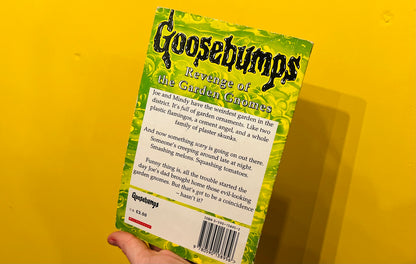 Goosebumps
Revenge of
the Garden Gnomes
Joe and Mindy have the weirdest garden in the
district. It's full of garden ornaments. Like two
plastic flamingos, a cement angel, and a whole
family of plaster skunks.
And now something scary is going on out there.
Someone's creeping around late at night.
Smashing melons. Squashing tomatoes.
Funny thing is, all the trouble started the
day Joe's dad brought home those evil-looking
garden gnomes. But that's got to be a coincidence
– hasn't it?
Goosebumps
£3.50